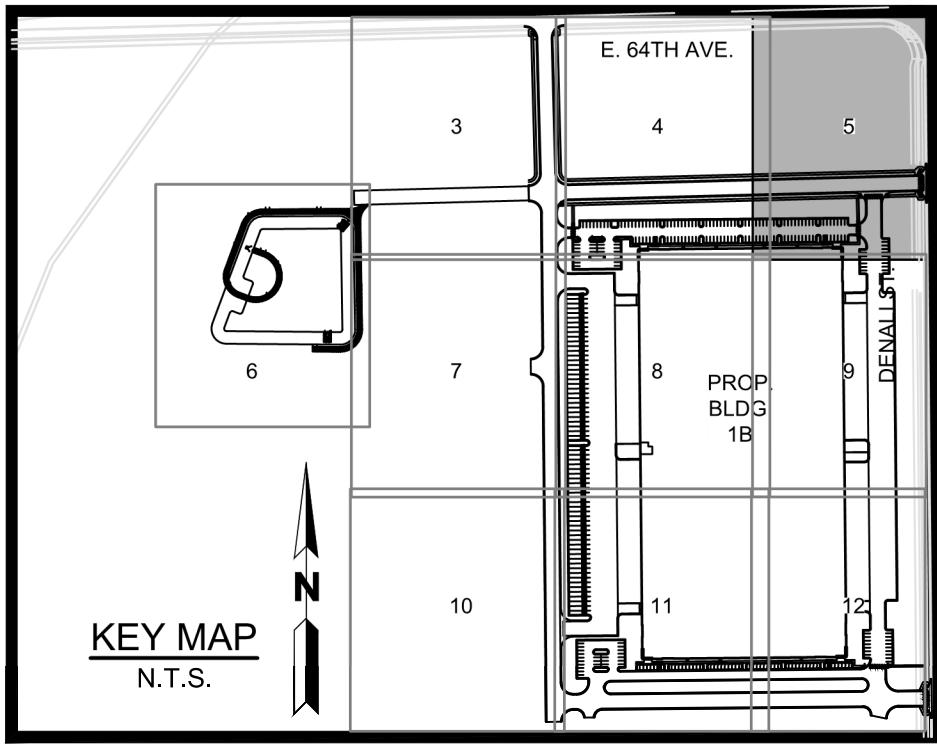 E. 64TH AVE.
3
4
5
6
7
8
9
PROP.
BLDG
1B
DENALI ST.
N
10
11
12
KEY MAP
N.T.S.